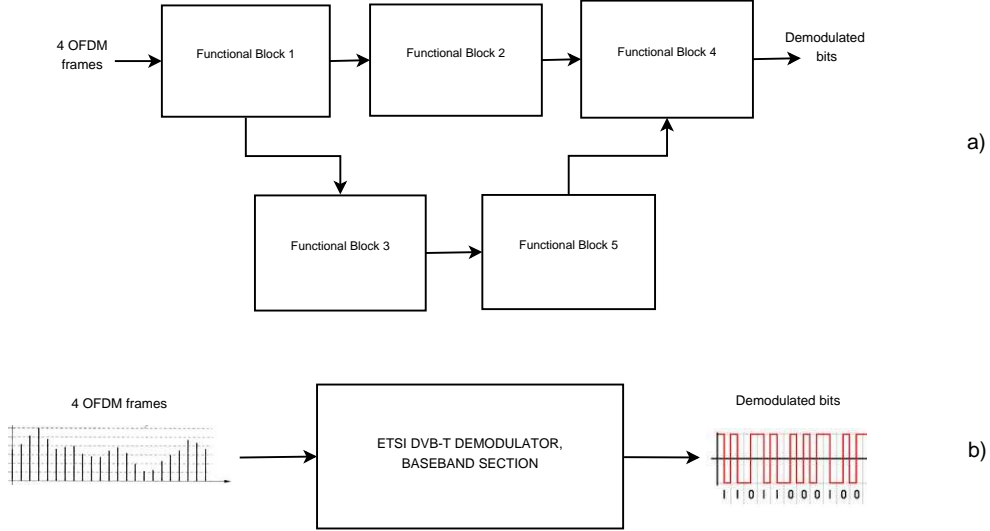 4 OFDM
frames
Functional Block 1
Functional Block 2
Functional Block 4
Demodulated
bits
a)
Functional Block 3
Functional Block 5
4 OFDM frames
ETSI DVB-T DEMODULATOR,
BASEBAND SECTION
Demodulated bits
b)
1 1 0 1 1 0 0 0 1 0 0